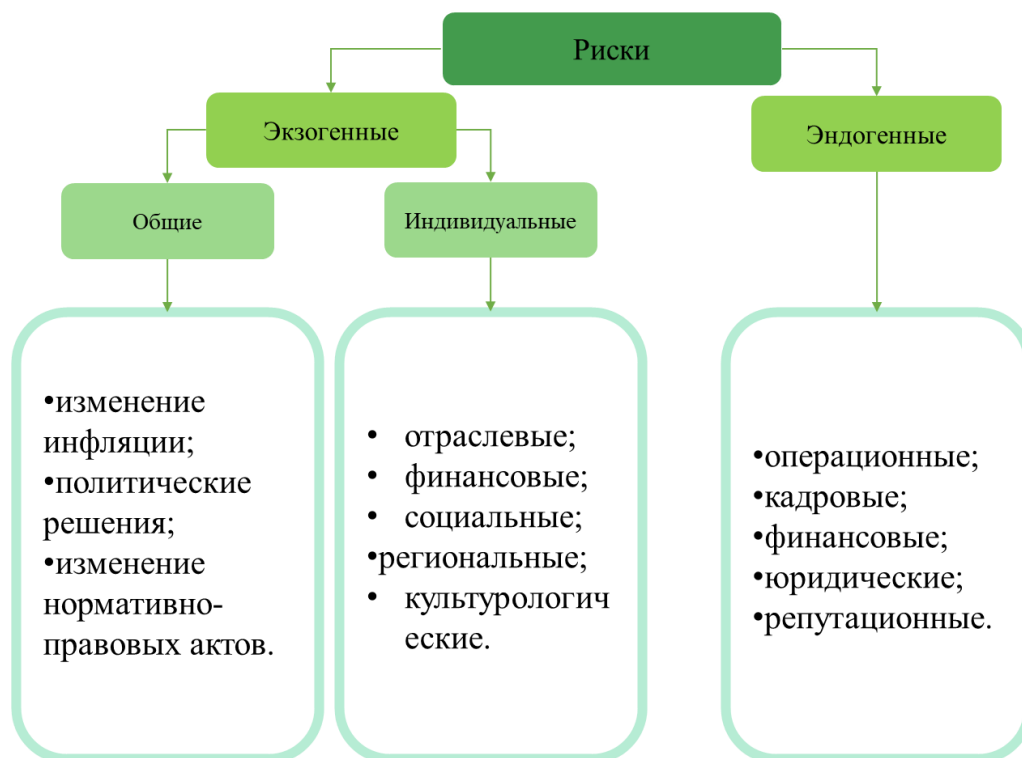 Риски
Экзогенные
Эндогенные
Общие
Индивидуальные
•изменение
инфляции;
•политические
решения;
•изменение
нормативно-
правовых актов.
• отраслевые;
• финансовые;
• социальные;
•региональные;
• культурологич
еские.
•операционные;
•кадровые;
•финансовые;
•юридические;
•репутационные.